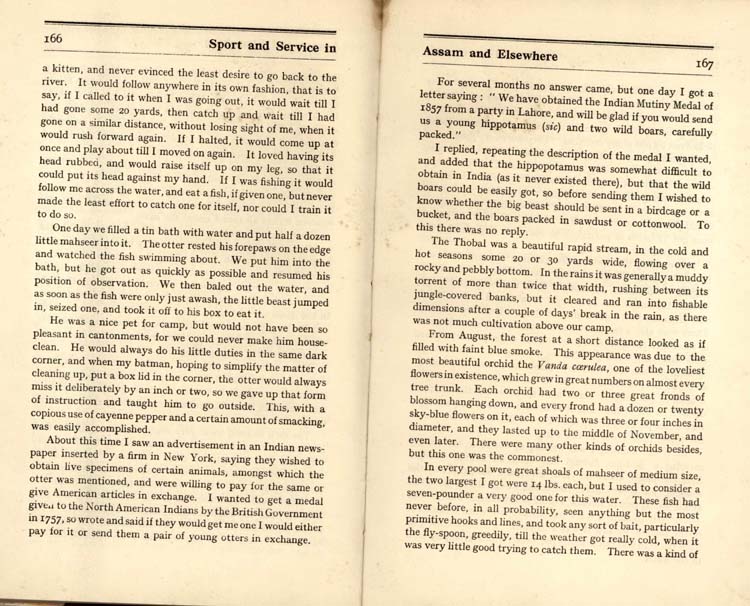 166
Sport and Service in
a kitten, and never evinced the least desire to go back to the
river. It would follow anywhere in its own fashion, that is to
say, if I called to it when I was going out, it would wait till I
had gone some 20 yards, then catch up and wait till I had
gone on a similar distance, without losing sight of me, when it
would rush forward again. If I halted, it would come up at
once and play about till I moved on again. It loved having its
head rubbed, and would raise itself up on my leg, so that it
could put its head against my hand. If I was fishing it would
follow me across the water, and eat a fish, if given one, but never
made the least effort to catch one for itself, nor could I train it
to do so.
One day we filled a tin bath with water and put half a dozen
little mahseer into it. The otter rested his forepaws on the edge
and watched the fish swimming about. We put him into the
bath, but he got out as quickly as possible and resumed his
position of observation. We then baled out the water, and
as soon as the fish were only just awash, the little beast jumped
in, seized one, and took it off to his box to eat it.
He was a nice pet for camp, but would not have been so
pleasant in cantonments, for we could never make him house-
clean. He would always do his little duties in the same dark
corner, and when my batman, hoping to simplify the matter of
cleaning up, put a box lid in the corner, the otter would always
miss it deliberately by an inch or two, so we gave up that form
of instruction and taught him to go outside. This, with a
copious use of cayenne pepper and a certain amount of smacking,
was easily accomplished.
About this time I saw an advertisement in an Indian news-
paper inserted by a firm in New York, saying they wished to
obtain live specimens of certain animals, amongst which the
otter was mentioned, and were willing to pay for the same or
give American articles in exchange. I wanted to get a medal
given to the North American Indians by the British Government
in 1757, so wrote and said if they would get me one I would either
pay for it or send them a pair of young otters in exchange.
Assam and Elsewhere
167
For several months no answer came, but one day I got a
letter saying : " We have obtained the Indian Mutiny Medal of
1857 from a party in Lahore, and will be glad if you would send
us a young hippotamus (sic) and two wild boars, carefully
packed."
I replied, repeating the description of the medal I wanted,
and added that the hippopotamus was somewhat difficult to
obtain in India (as it never existed there), but that the wild
boars could be easily got, so before sending them I wished to
know whether the big beast should be sent in a birdcage or a
bucket, and the boars packed in sawdust or cottonwool. To
this there was no reply.
The Thobal was a beautiful rapid stream, in the cold and
hot seasons some 20 or 30 yards wide, flowing over a
rocky and pebbly bottom. In the rains it was generally a muddy
torrent of more than twice that width, rushing between its
jungle-covered banks, but it cleared and ran into fishable
dimensions after a couple of days' break in the rain, as there
was not much cultivation above our camp.
From August, the forest at a short distance looked as if
filled with faint blue smoke. This appearance was due to the
most beautiful orchid the Vanda cœrulea, one of the loveliest
flowers in existence, which grew in great numbers on almost every
tree trunk. Each orchid had two or three great fronds of
blossom hanging down, and every frond had a dozen or twenty
sky-blue flowers on it, each of which was three or four inches in
diameter, and they lasted up to the middle of November, and
even later. There were many other kinds of orchids besides,
but this one was the commonest.
In every pool were great shoals of mahseer of medium size,
the two largest I got were 14 lbs. each, but I used to consider a
seven-pounder a very good one for this water. These fish had
never before, in all probability, seen anything but the most
primitive hooks and lines, and took any sort of bait, particularly
the fly-spoon, greedily, till the weather got really cold, when it
was very little good trying to catch them. There was a kind of